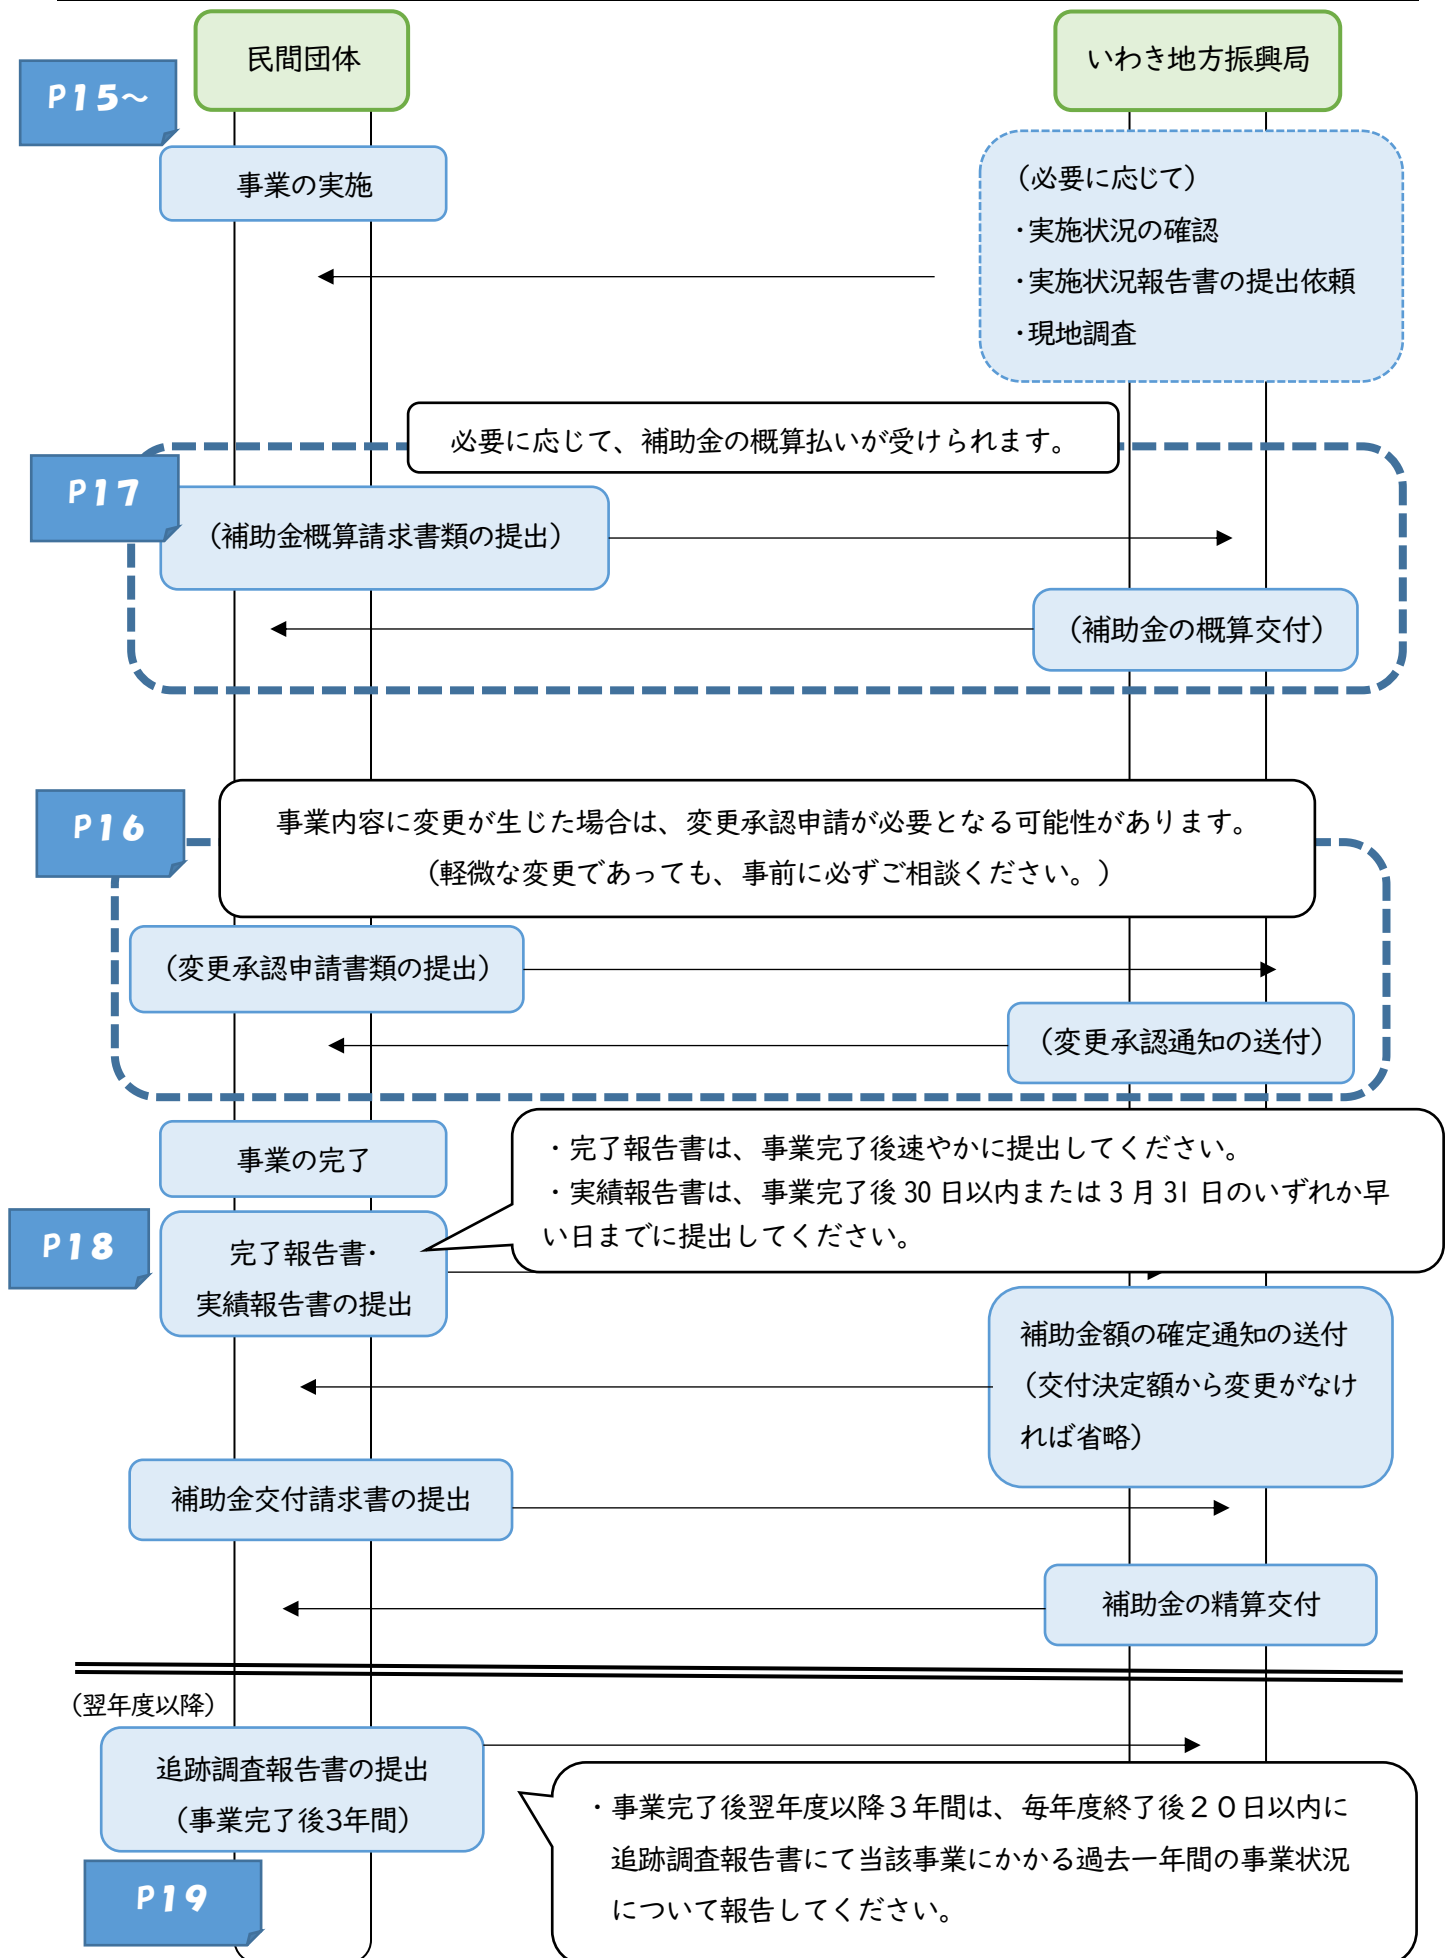 民間団体
いわき地方振興局
P15～
事業の実施
（必要に応じて）
・実施状況の確認
・実施状況報告書の提出依頼
・現地調査
必要に応じて、補助金の概算払いが受けられます。
P17
（補助金概算請求書類の提出）
（補助金の概算交付）
P16
事業内容に変更が生じた場合は、変更承認申請が必要となる可能性があります。
（軽微な変更であっても、事前に必ずご相談ください。）
（変更承認申請書類の提出）
（変更承認通知の送付）
事業の完了
・完了報告書は、事業完了後速やかに提出してください。
・実績報告書は、事業完了後 30 日以内または 3 月 31 日のいずれか早
い日までに提出してください。
P18
完了報告書・
実績報告書の提出
補助金額の確定通知の送付
（交付決定額から変更がなけ
れば省略）
補助金交付請求書の提出
補助金の精算交付
（翌年度以降）
追跡調査報告書の提出
（事業完了後3年間）
・事業完了後翌年度以降３年間は、毎年度終了後２０日以内に
追跡調査報告書にて当該事業にかかる過去一年間の事業状況
について報告してください。
P19